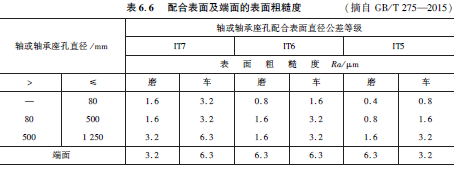 表 6.6 配合表面及端面的表面粗糙度 (摘自 GB/T 275—2015)
轴或轴承座孔直径/mm 轴或轴承座孔配合表面直径公差等级
IT7 IT6 IT5
表面粗糙度 Ra/μm
> ≤ 磨 车 磨 车 磨 车
— 80 1.6 3.2 0.8 1.6 0.4 0.8
80 500 1.6 3.2 1.6 3.2 0.8 1.6
500 1 250 3.2 6.3 1.6 3.2 1.6 3.2
端面 3.2 6.3 6.3 6.3 6.3 3.2